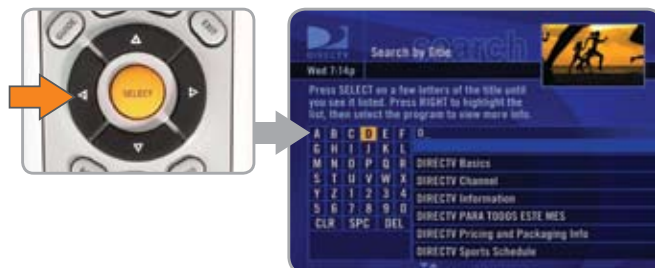 GUIDE
EXIT
SELECT
DIRECTV
Search by Title
search
Wed 7:14p
Press SELECT on a few letters of the title until
you see it listed. Press RIGHT to highlight the
list, then select the program to view more info.
A B C D E F D
G H I J K L
M N O P Q R DIRECTV Basics
S T U V W X DIRECTV Channel
Y Z 1 2 3 4 DIRECTV Information
5 6 7 8 9 0 DIRECTV PARA TODOS ESTE MES
CLR SPC DEL DIRECTV Pricing and Packaging Info
DIRECTV Sports Schedule